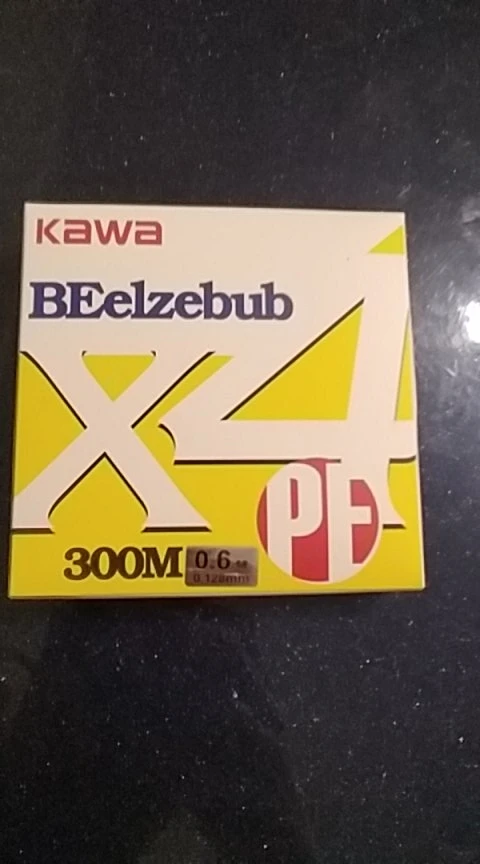 KaWa
BEelzebub
X4
PE
300M 0.6
0.128mm